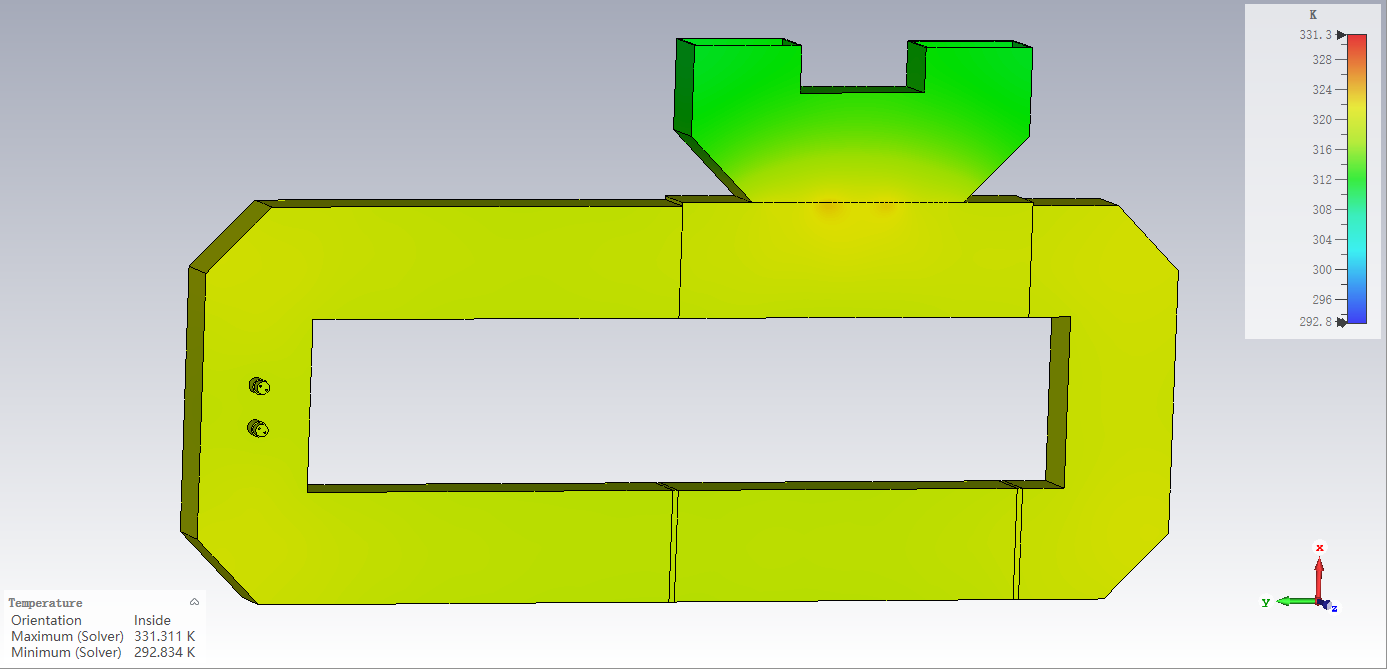 K
331.3
328
324
320
316
312
308
304
300
296
292.8
x
y
z
Temperature
Orientation Inside
Maximum (Solver) 331.311 K
Minimum (Solver) 292.834 K